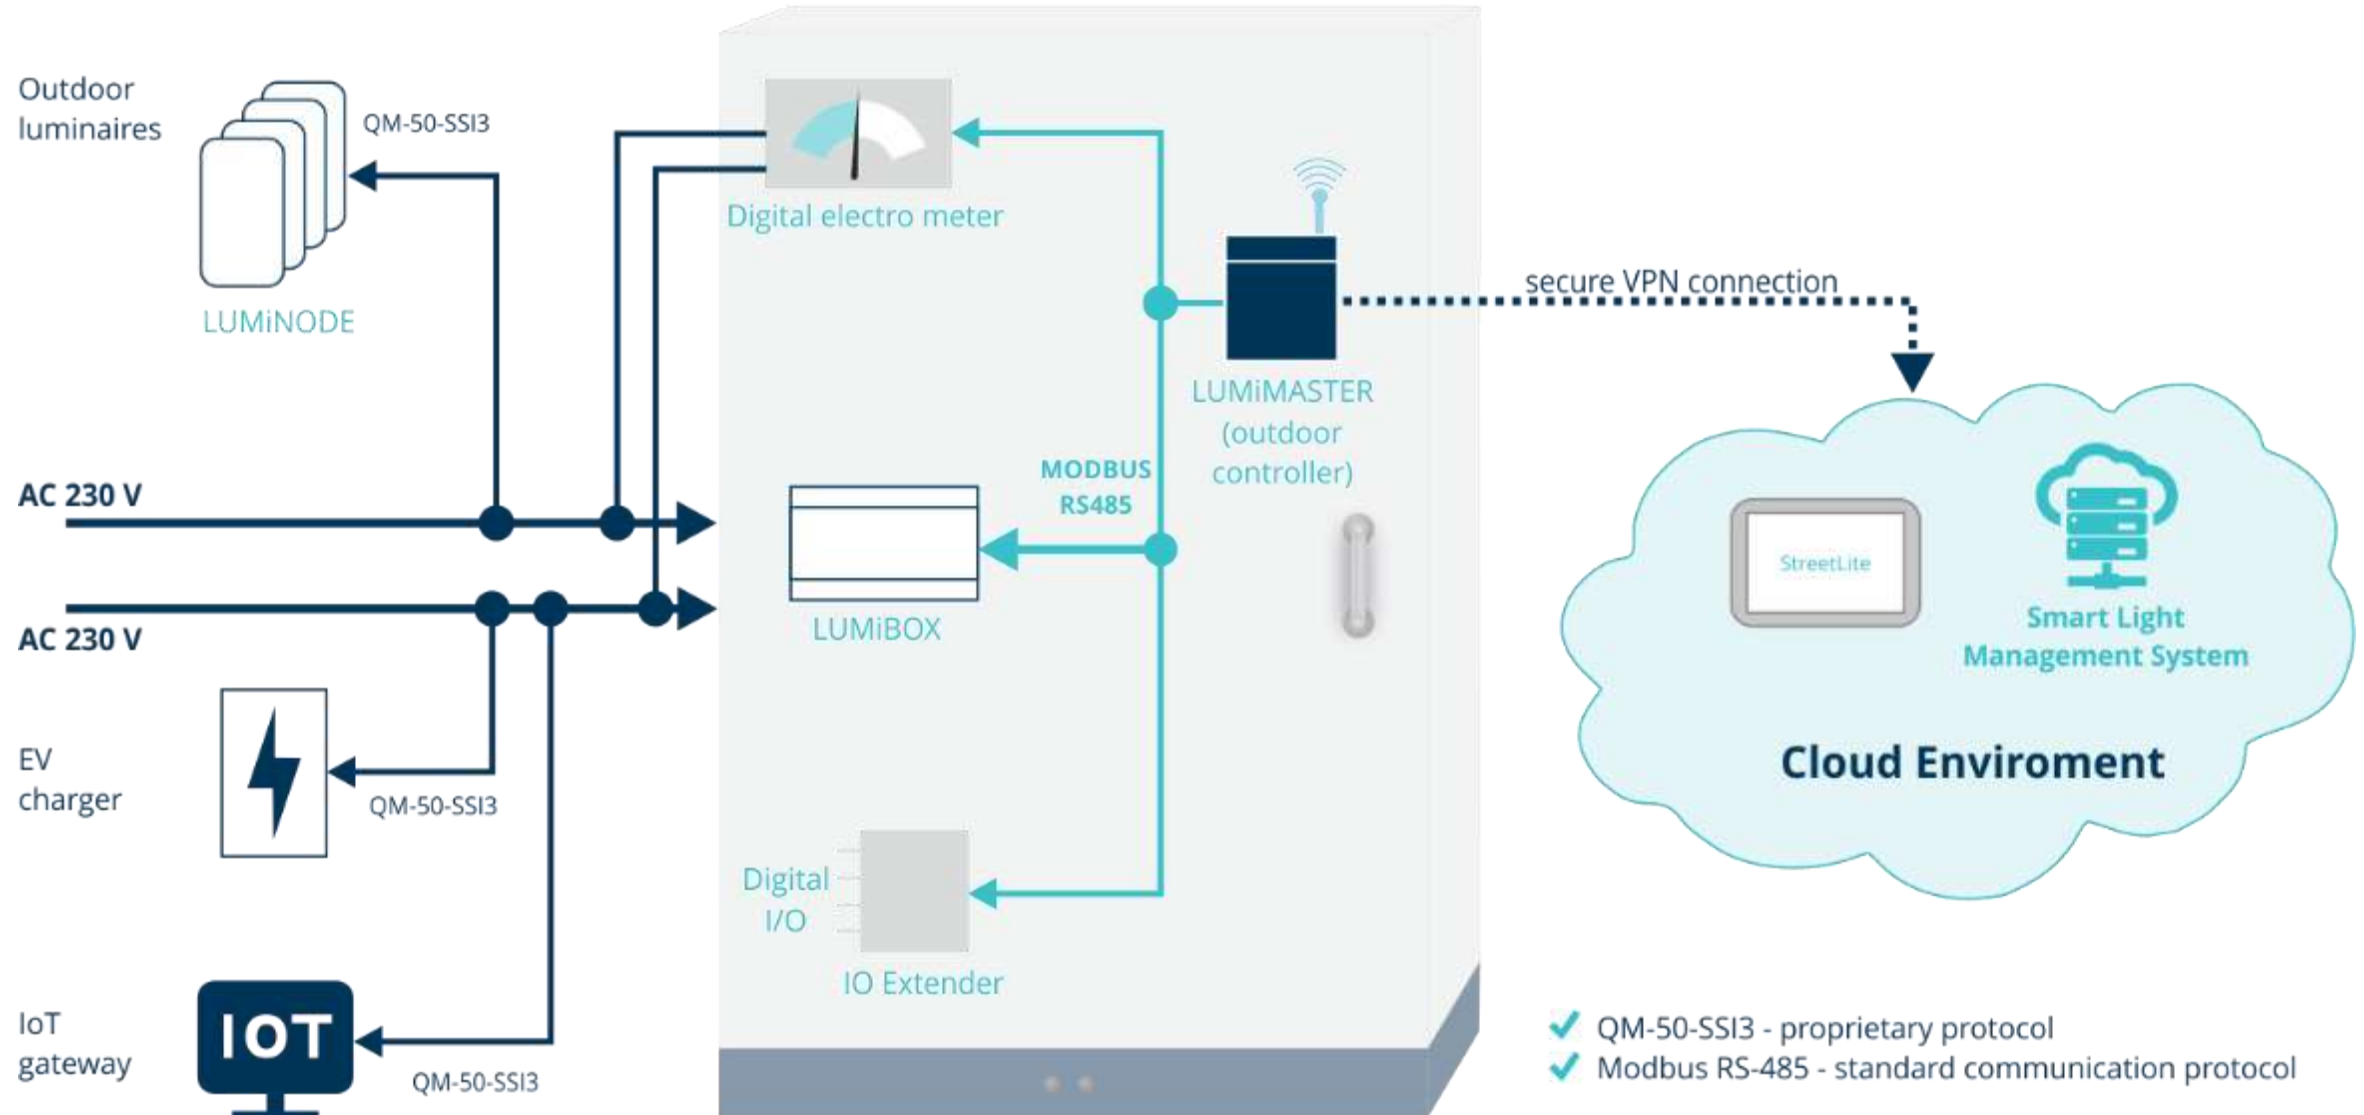 Outdoor
luminaires
QM-50-SSI3
LUMiNODE
AC 230 V
AC 230 V
EV
charger
QM-50-SSI3
IoT
gateway
IOT
QM-50-SSI3
Digital electro meter
LUMiMASTER
(outdoor
controller)
MODBUS
RS485
LUMiBOX
Digital
I/O
IO Extender
secure VPN connection
StreetLite
Smart Light
Management System
Cloud Enviroment
QM-50-SSI3 - proprietary protocol
Modbus RS-485 - standard communication protocol